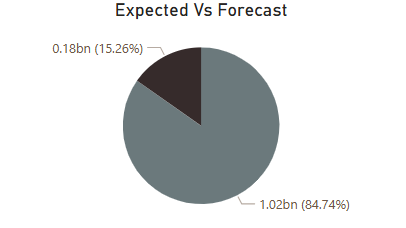 Expected Vs Forecast
0.18bn (15.26%)
1.02bn (84.74%)